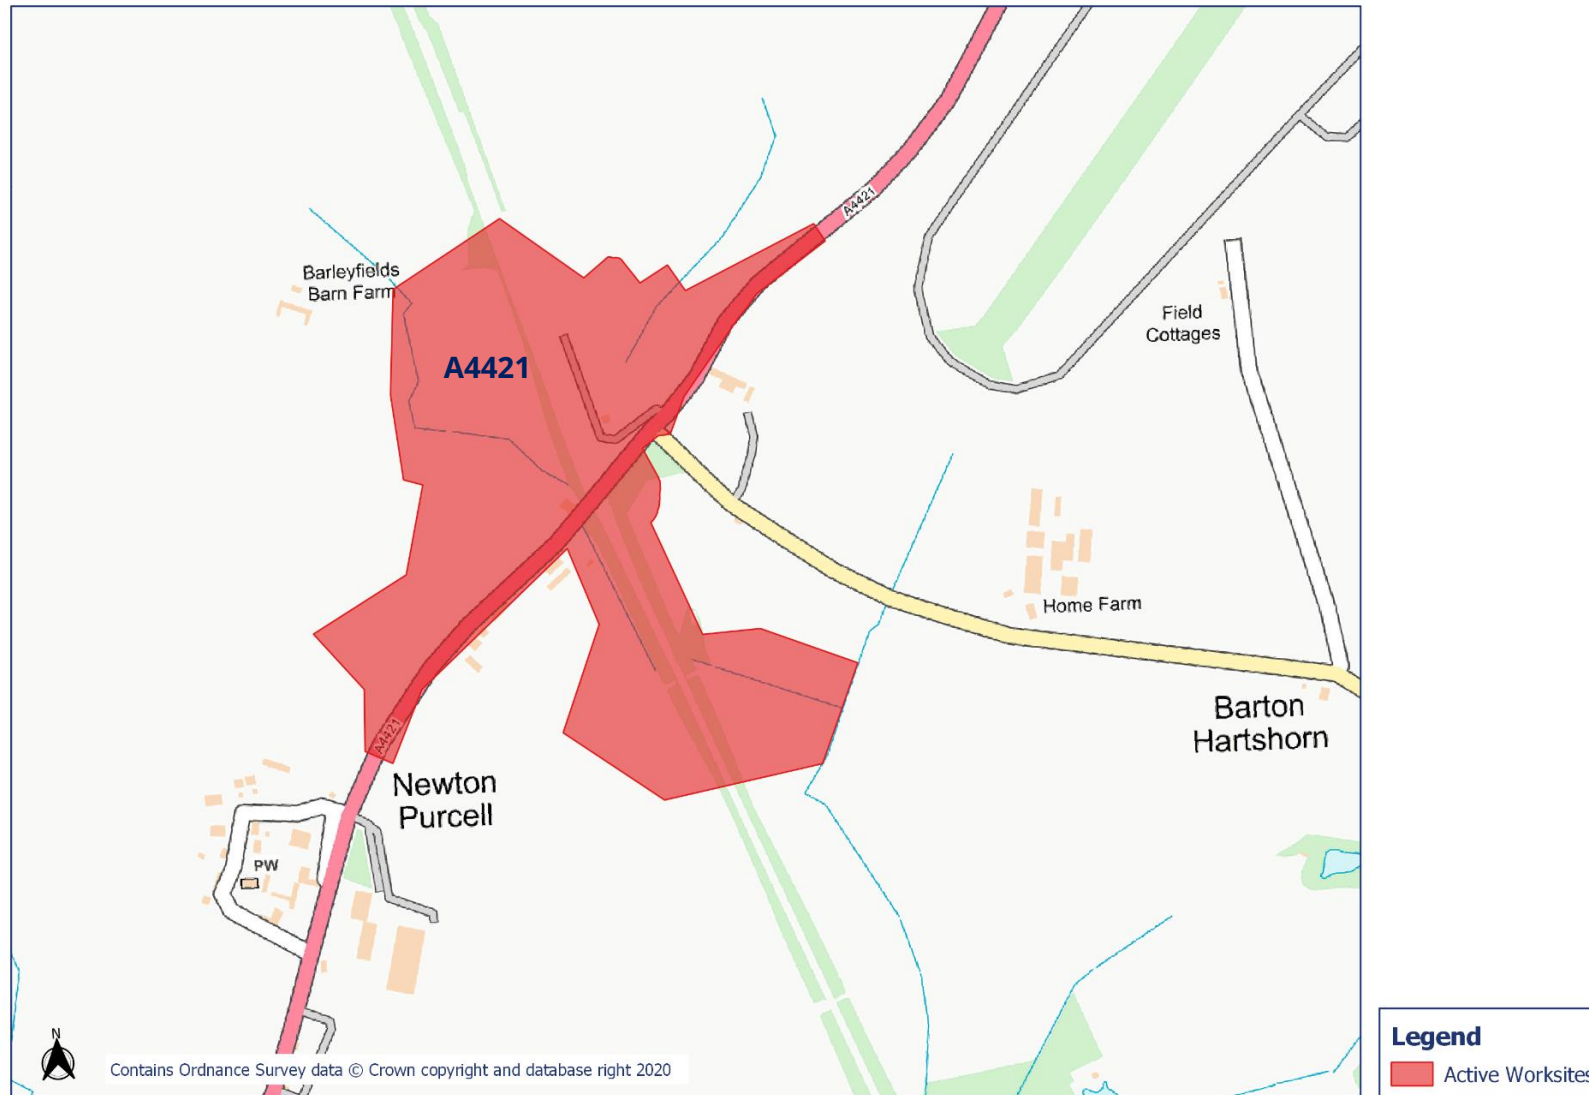 A4421
Barleyfields
Barn Farm
A4421
Field
Cottages
Home Farm
Barton
Hartshorn
A4421
Newton
Purcell
PW
N
Contains Ordnance Survey data © Crown copyright and database right 2020
Legend
Active Worksites